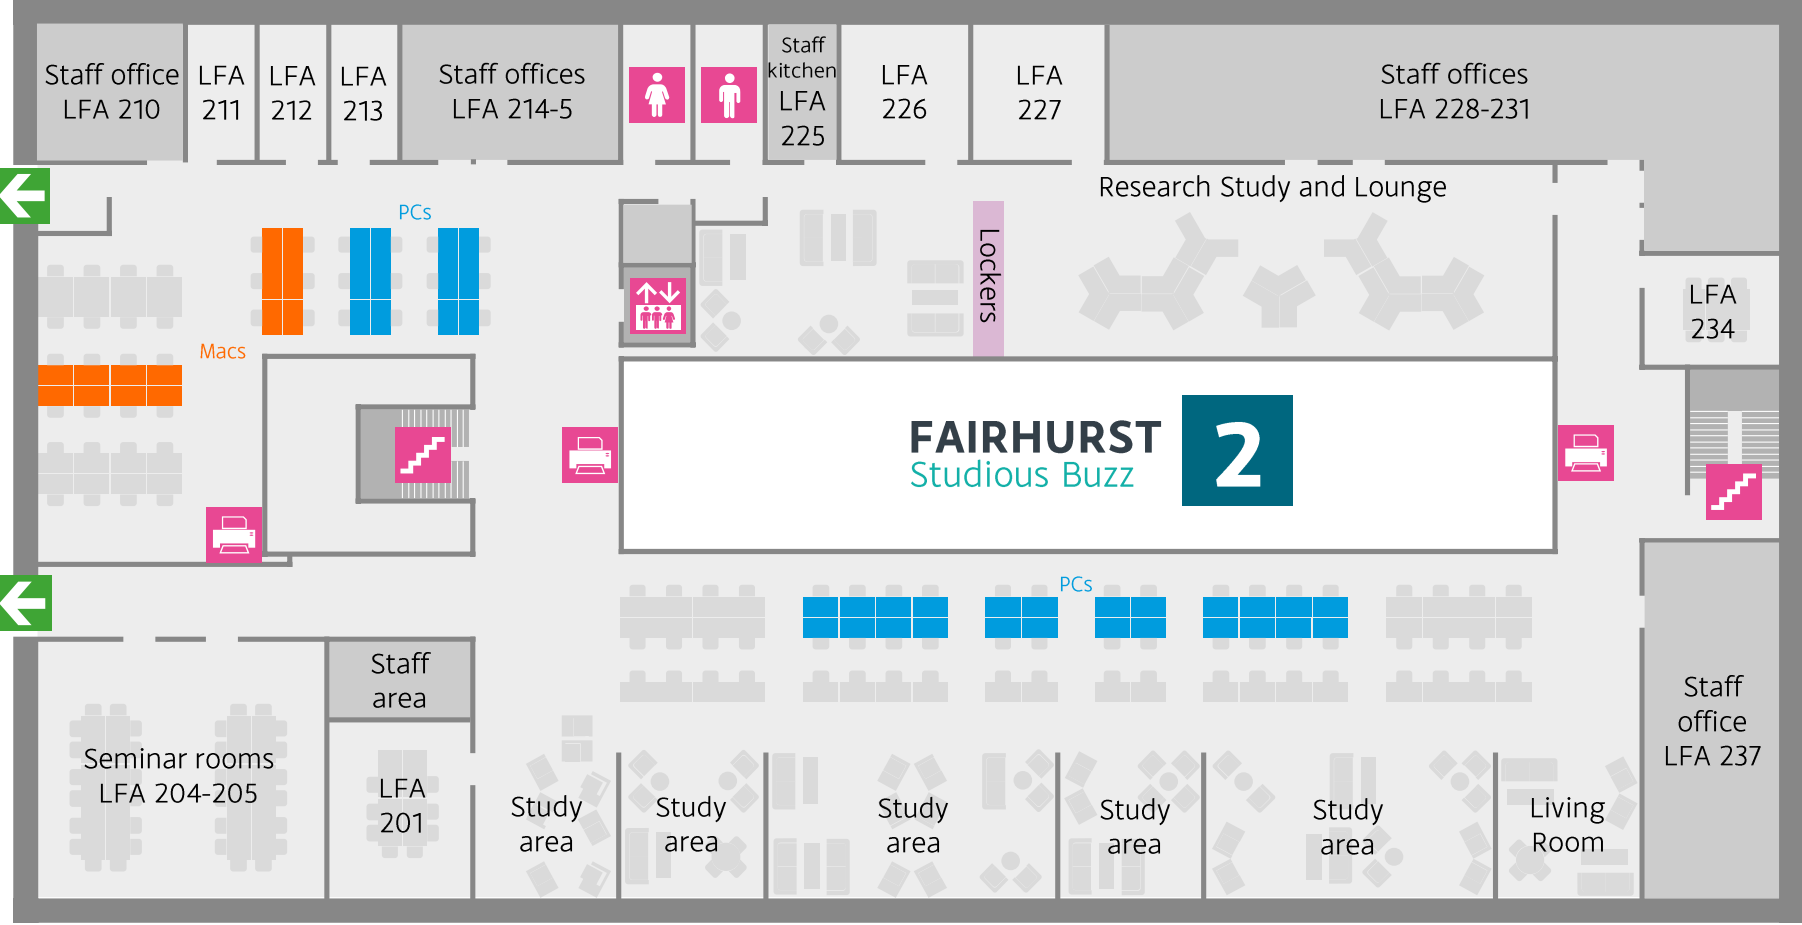 Staff office
LFA 210
LFA
211
LFA
212
LFA
213
Staff offices
LFA 214-5
Staff
kitchen
LFA
225
LFA
226
LFA
227
Staff offices
LFA 228-231
Research Study and Lounge
PCs
Lockers
LFA
234
Macs
FAIRHURST
Studious Buzz
2
PCs
Staff
area
Seminar rooms
LFA 204-205
LFA
201
Study
area
Study
area
Study
area
Study
area
Study
area
Living
Room
Staff
office
LFA 237